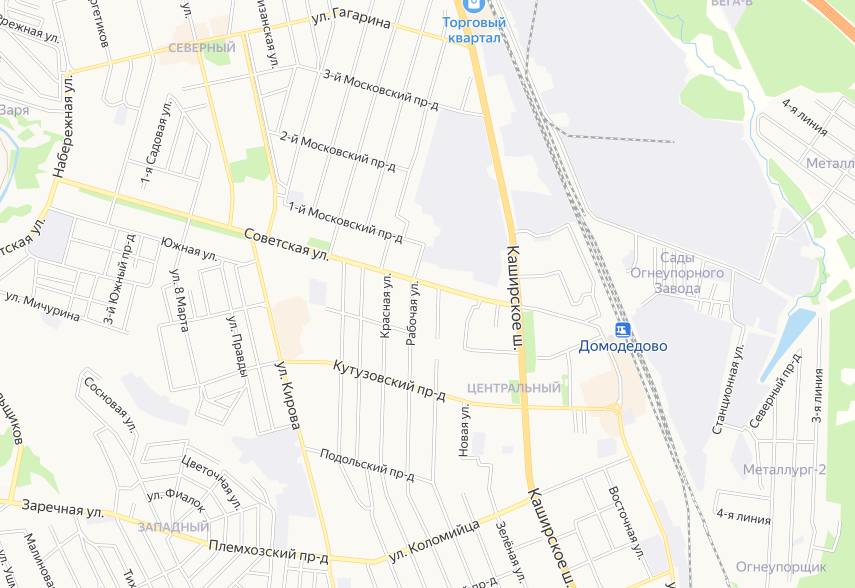 ВЕГА-В
ул. Гагарина
Торговый
квартал
СЕВЕРНЫЙ
3-й Московский пр-д
4-я линия
Заря
Набережная ул.
1-я Садовая ул.
2-й Московский пр-д
1-й Московский пр-д
Советская ул.
Южная ул.
3-й Южный пр-д
ул. Мичурина
ул. 8 Марта
ул. Правды
Красная ул.
Рабочая ул.
Каширское ш.
Сады
Огнеупорного
Завода
Домодедово
Станционная ул.
Северный пр-д
3-я линия
ул. Кирова
Кутузовский пр-д
ЦЕНТРАЛЬНЫЙ
Новая ул.
Сосновая ул.
Цветочная ул.
ул. Фиалок
Подольский пр-д
Металлург-2
4-я линия
Заречная ул.
ЗАПАДНЫЙ
Племхозский пр-д
ул. Коломийца
Зелёная ул.
Каширское ш.
Восточная ул.
Огнеупорщик